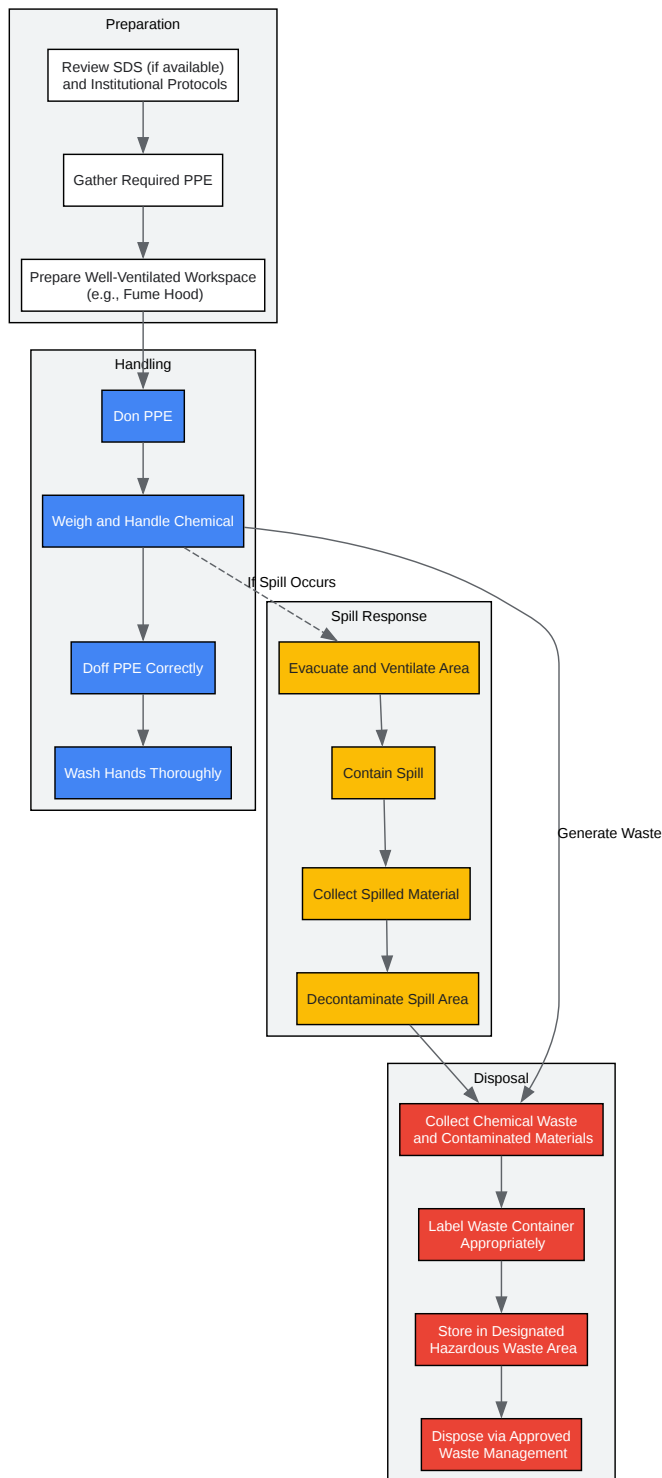 Preparation
Review SDS (if available)
and Institutional Protocols
Gather Required PPE
Prepare Well-Ventilated Workspace
(e.g., Fume Hood)
Handling
Don PPE
Weigh and Handle Chemical
If Spill Occurs
Doff PPE Correctly
Wash Hands Thoroughly
Spill Response
Evacuate and Ventilate Area
Contain Spill
Collect Spilled Material
Decontaminate Spill Area
Generate Waste
Disposal
Collect Chemical Waste
and Contaminated Materials
Label Waste Container
Appropriately
Store in Designated
Hazardous Waste Area
Dispose via Approved
Waste Management